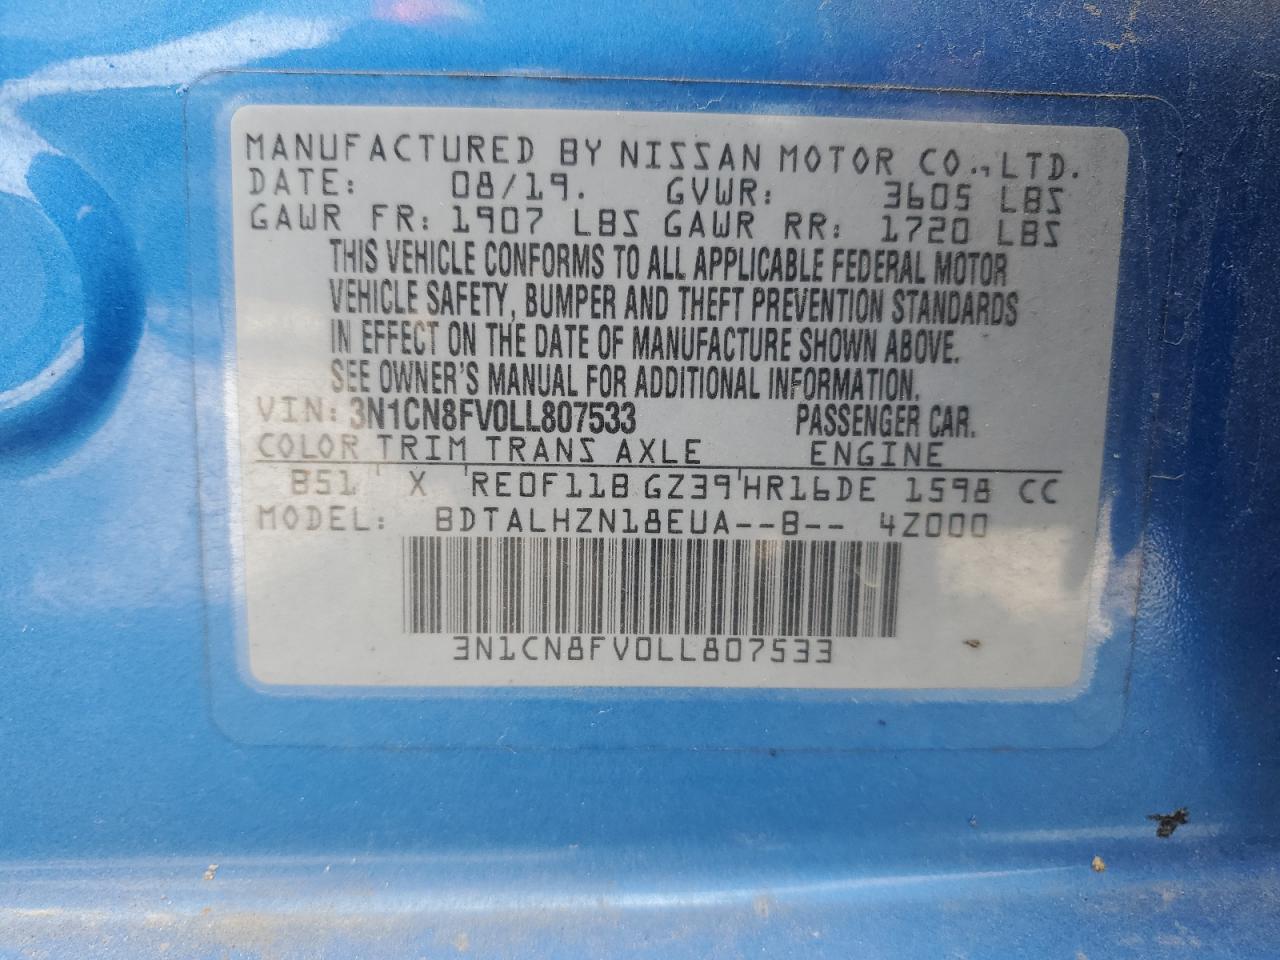 MANUFACTURED BY NISSAN MOTOR CO., LTD.
DATE: 08/19. GVWR: 3605 LBS
GAWR FR: 1907 LBS GAWR RR: 1720 LBS
THIS VEHICLE CONFORMS TO ALL APPLICABLE FEDERAL MOTOR
VEHICLE SAFETY, BUMPER AND THEFT PREVENTION STANDARDS
IN EFFECT ON THE DATE OF MANUFACTURE SHOWN ABOVE.
SEE OWNER'S MANUAL FOR ADDITIONAL INFORMATION.
VIN: 3N1CN8FV0LL807533 PASSENGER CAR.
COLOR TRIM TRANS AXLE ENGINE
B51 X RE0F11B GZ39 HR16DE 1598 CC
MODEL: BDTALHZN18EUA--B-- 4Z000
3N1CN8FV0LL807533